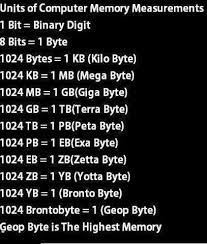 Units of Computer Memory Measurements
1 Bit = Binary Digit
8 Bits = 1 Byte
1024 Bytes = 1 KB (Kilo Byte)
1024 KB = 1 MB (Mega Byte)
1024 MB = 1 GB(Giga Byte)
1024 GB = 1 TB(Terra Byte)
1024 TB = 1 PB(Peta Byte)
1024 PB = 1 EB(Exa Byte)
1024 EB = 1 ZB(Zetta Byte)
1024 ZB = 1 YB (Yotta Byte)
1024 YB = 1 (Bronto Byte)
1024 Brontobyte = 1 (Geop Byte)
Geop Byte is The Highest Memory